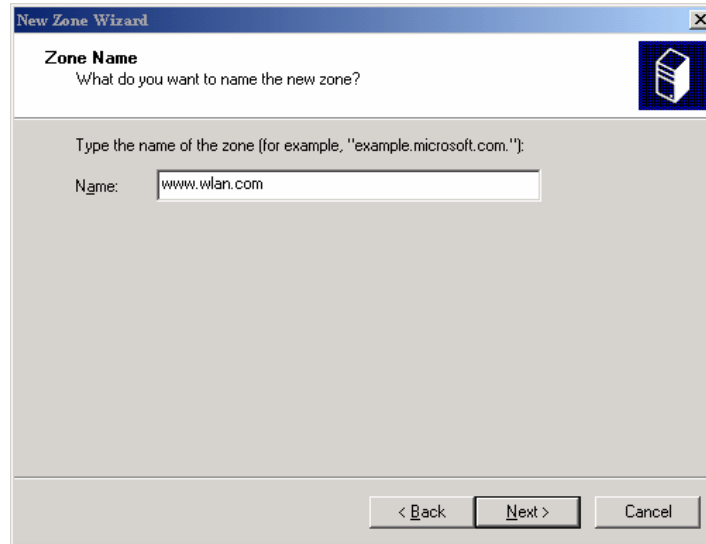 New Zone Wizard
Zone Name
What do you want to name the new zone?
Type the name of the zone (for example, "example.microsoft.com."):
Name: www.wlan.com
< Back Next > Cancel